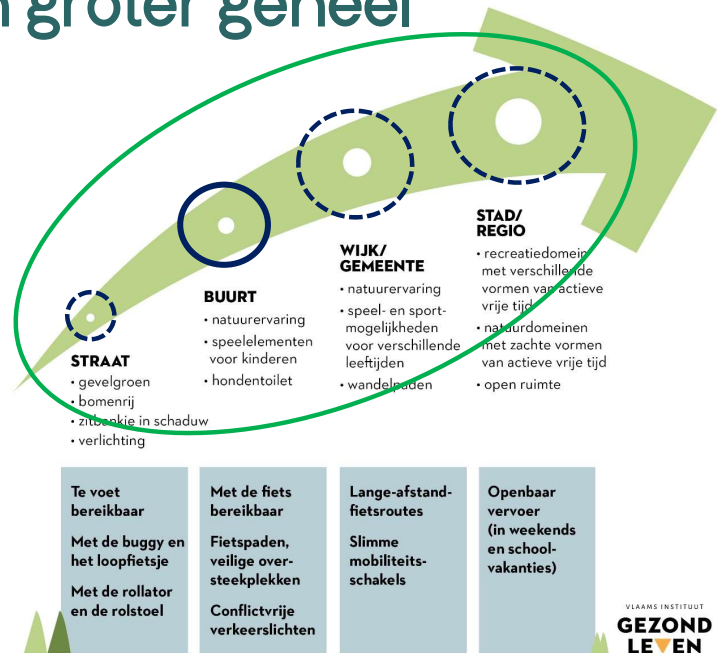 n groter geheel
STRAAT
• gevelgroen
• bomenrij
• zitbankje in schaduw
• verlichting
BUURT
• natuurervaring
• speelelementen
voor kinderen
• hondentoilet
WIJK/
GEMEENTE
• natuurervaring
• speel- en sport-
mogelijkheden
voor verschillende
leeftijden
• wandelpaden
STAD/
REGIO
• recreatiedomein
met verschillende
vormen van actieve
vrije tijd
• natuurdomeinen
met zachte vormen
van actieve vrije tijd
• open ruimte
Te voet
bereikbaar
Met de buggy en
het loopfietsje
Met de rollator
en de rolstoel
Met de fiets
bereikbaar
Fietspaden,
veilige over-
steekplekken
Conflictvrije
verkeerslichten
Lange-afstand-
fietsroutes
Slimme
mobiliteits-
schakels
Openbaar
vervoer
(in weekends
en school-
vakanties)
VLAAMS INSTITUUT
GEZOND
LEVEN